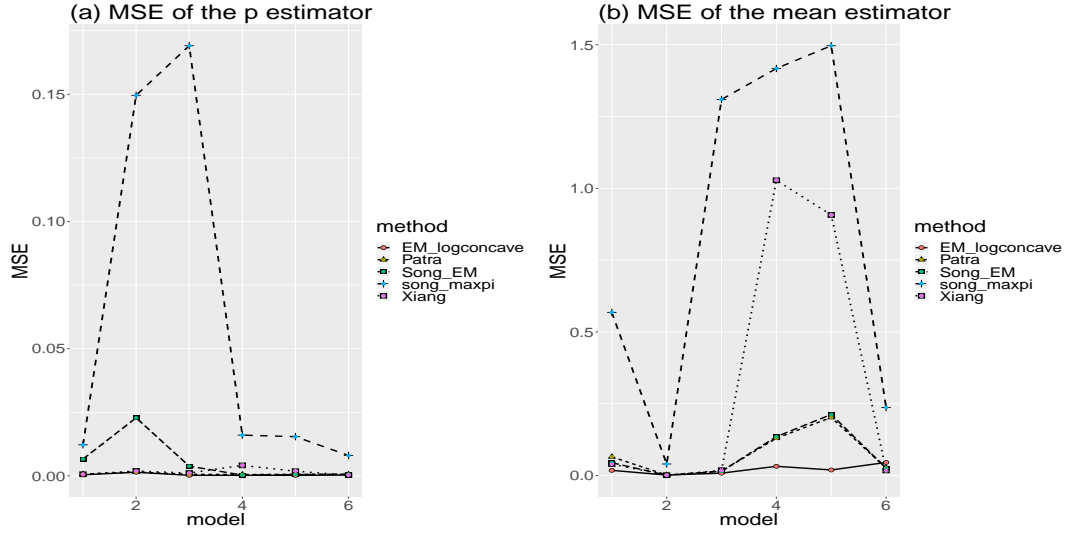 (a) MSE of the p estimator
MSE
0.15
0.10
0.05
0.00
2
4
6
model
method
EM_logconcave
Patra
Song_EM
song_maxpi
Xiang
(b) MSE of the mean estimator
MSE
1.5
1.0
0.5
0.0
2
4
6
model
method
EM_logconcave
Patra
Song_EM
song_maxpi
Xiang